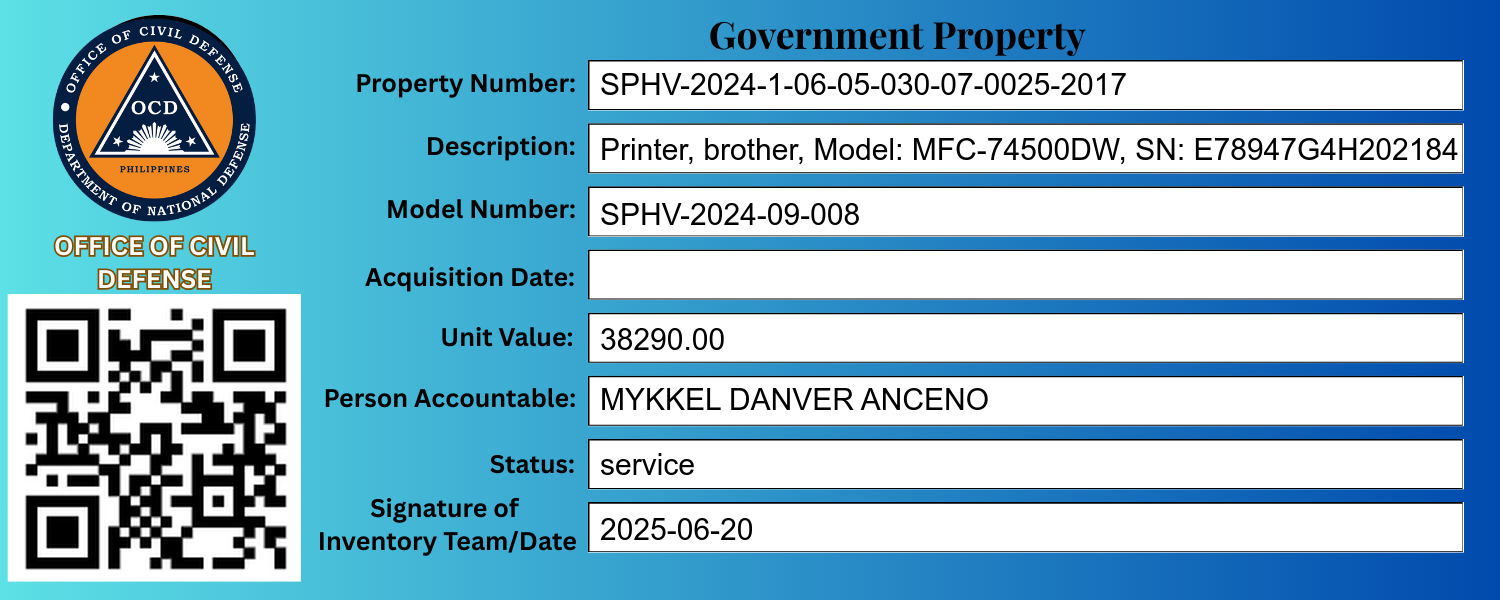 OFFICE OF CIVIL DEFENSE
OCD
PHILIPPINES
DEPARTMENT OF NATIONAL DEFENSE
OFFICE OF CIVIL
DEFENSE
Government Property
Property Number: SPHV-2024-1-06-05-030-07-0025-2017
Description: Printer, brother, Model: MFC-74500DW, SN: E78947G4H202184
Model Number: SPHV-2024-09-008
Acquisition Date:
Unit Value: 38290.00
Person Accountable: MYKKEL DANVER ANCENO
Status: service
Signature of
Inventory Team/Date 2025-06-20